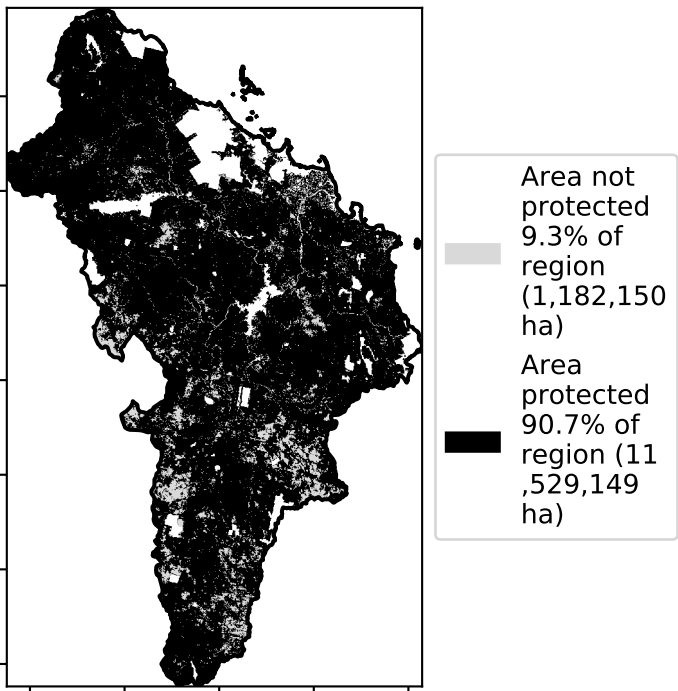 Area not
protected
9.3% of
region
(1,182,150
ha)
Area
protected
90.7% of
region (11
,529,149
ha)